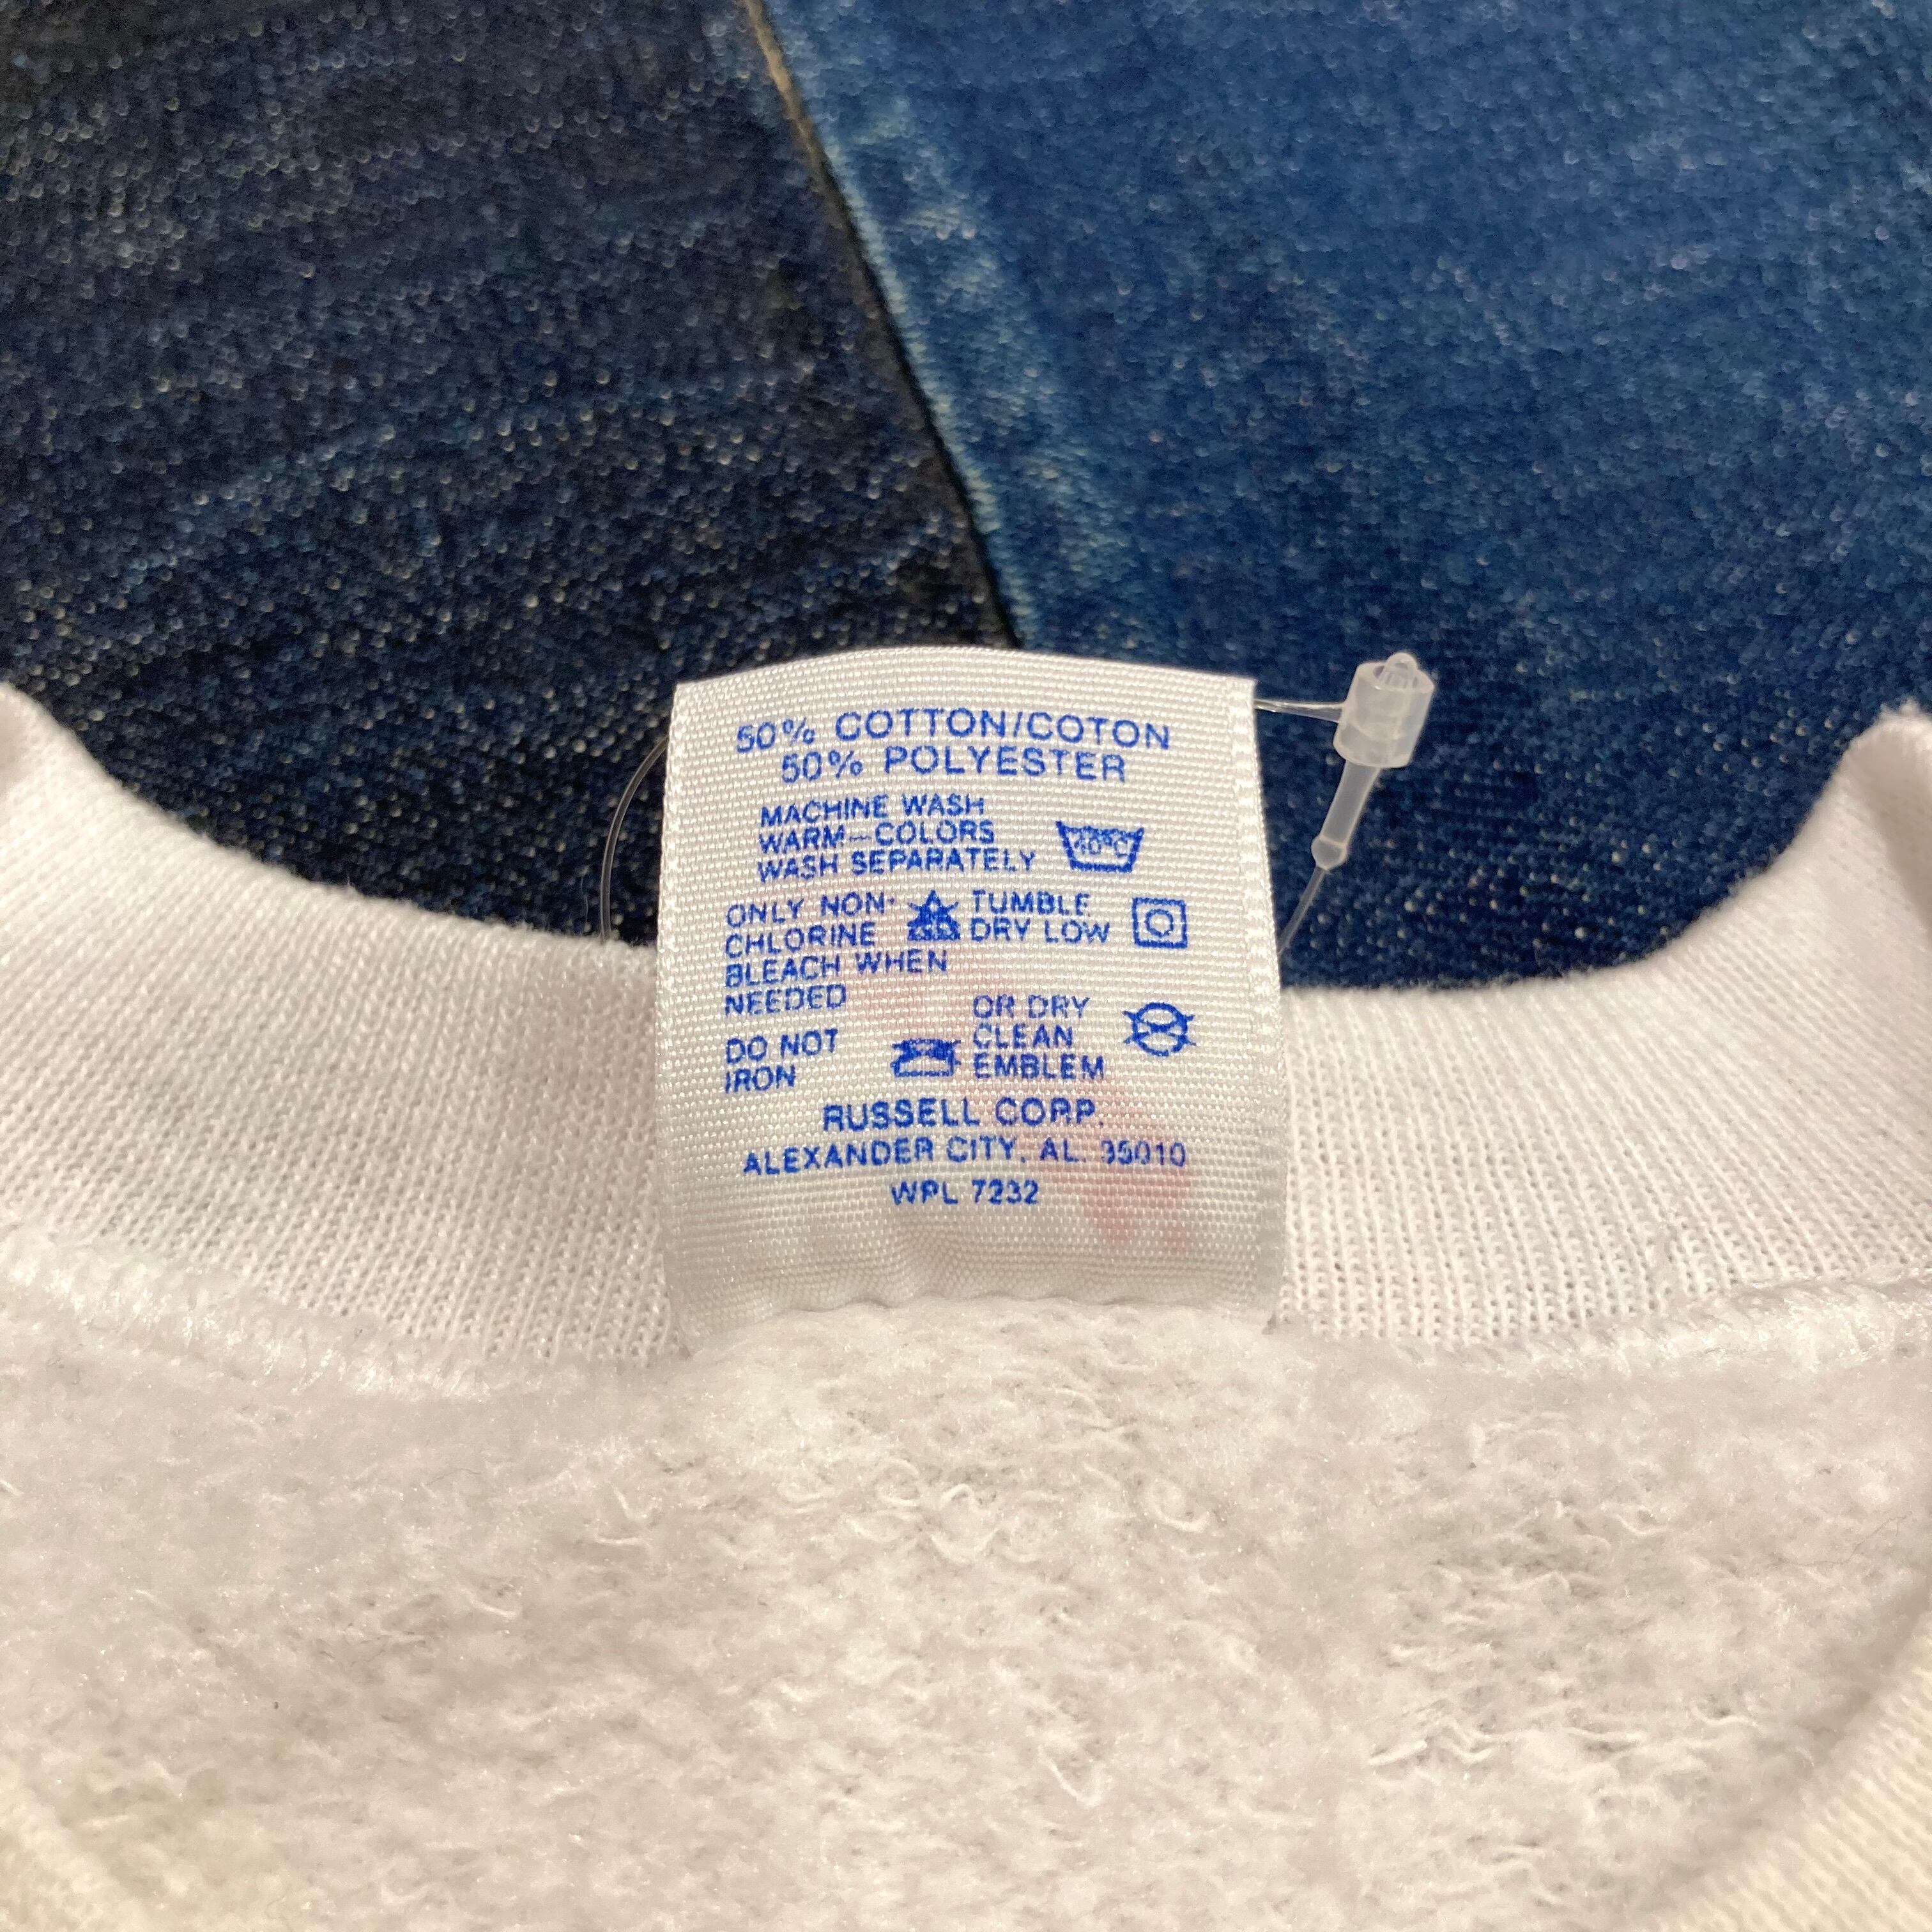 50% COTTON/COTON
50% POLYESTER
MACHINE WASH
WARM-COLORS
WASH SEPARATELY
40°C
ONLY NON-
CHLORINE
BLEACH WHEN
NEEDED
TUMBLE
DRY LOW
DO NOT
IRON
OR DRY
CLEAN
EMBLEM
RUSSELL CORP.
ALEXANDER CITY, AL. 35010
WPL 7232